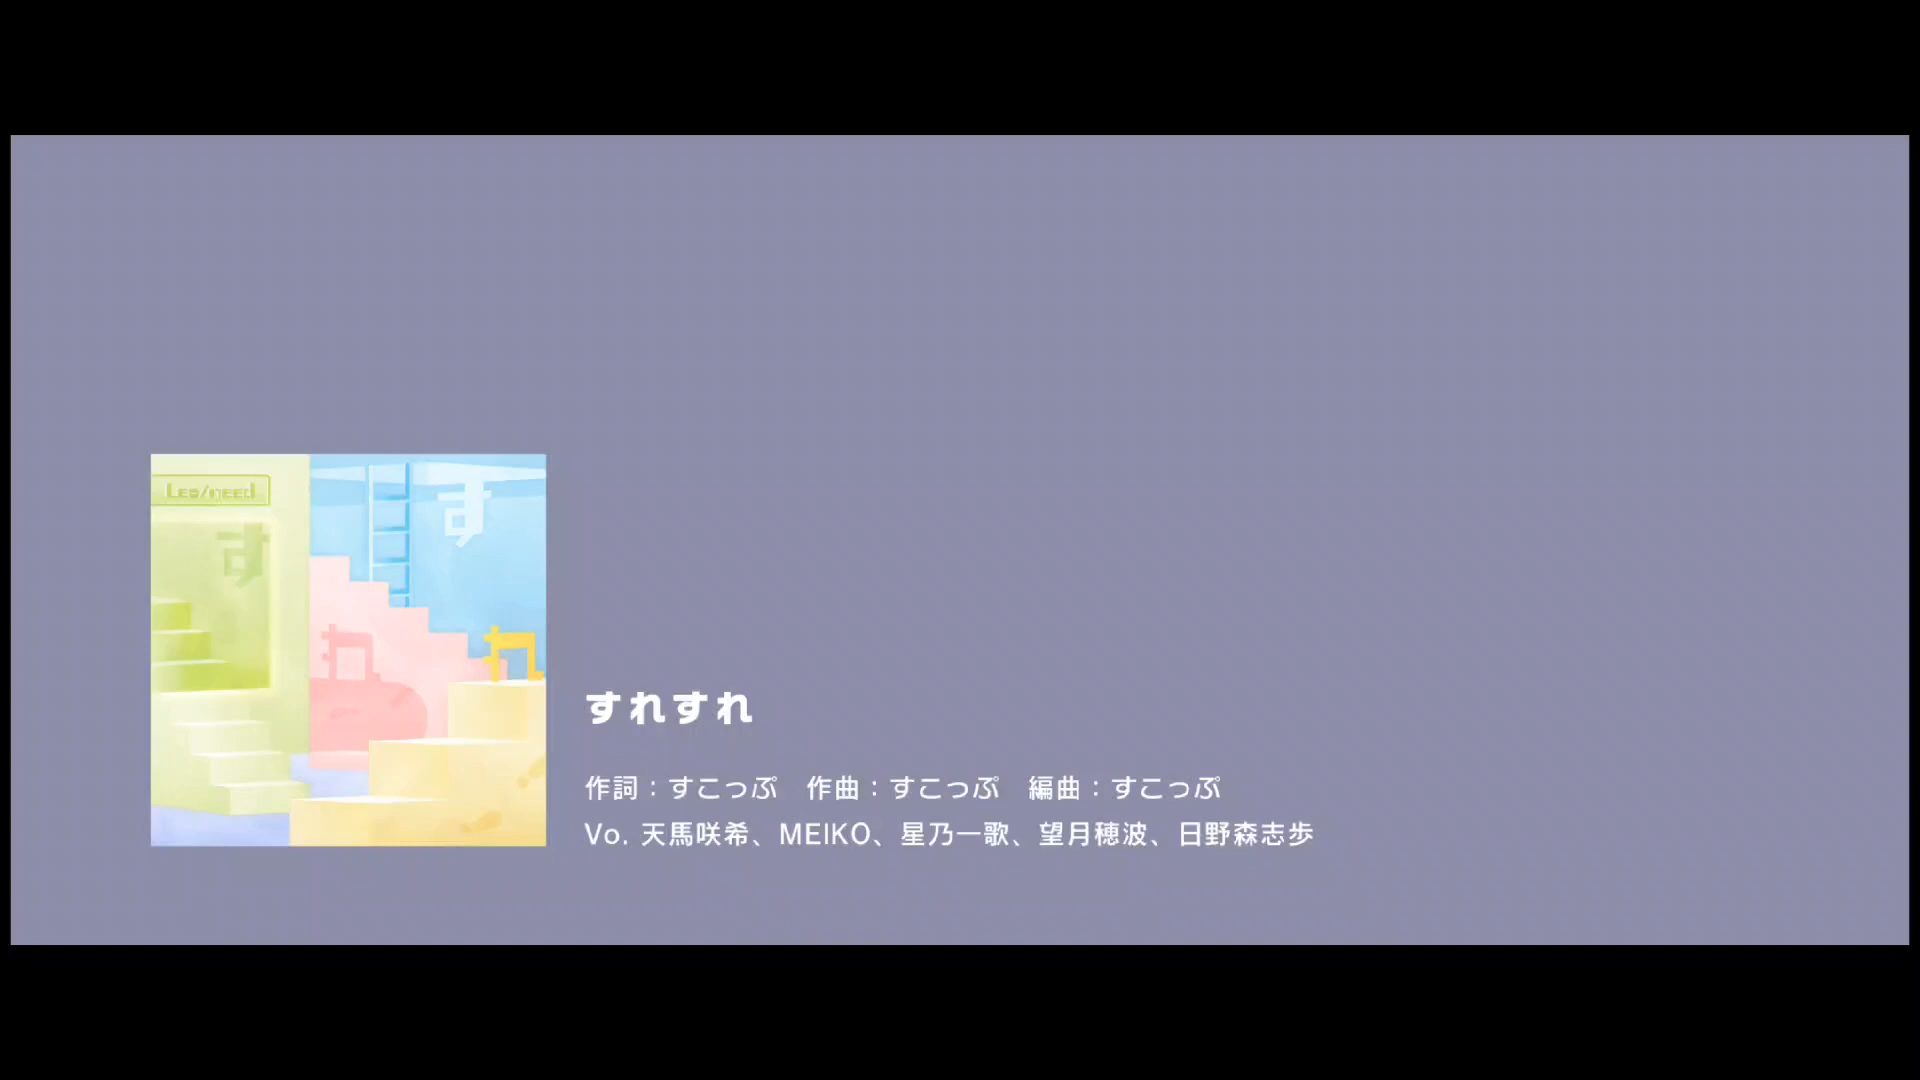 Leo/need
す
す
れ
れ
すれすれ
作詞：すこっぷ　作曲：すこっぷ　編曲：すこっぷ
Vo. 天馬咲希、MEIKO、星乃一歌、望月穂波、日野森志歩